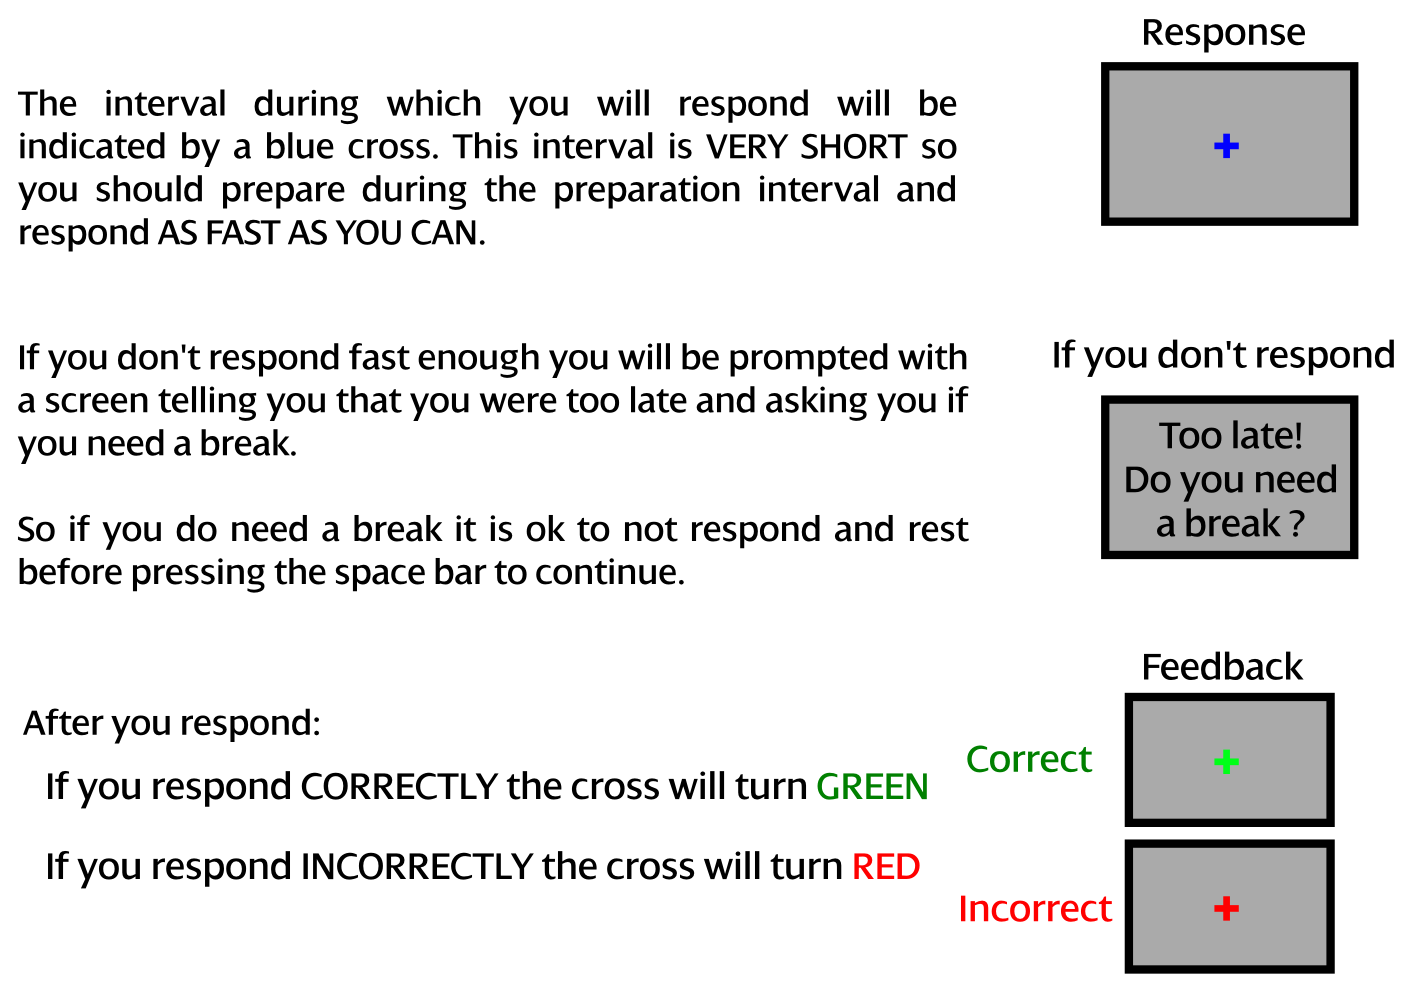 Response
The interval during which you will respond will be
indicated by a blue cross. This interval is VERY SHORT so
you should prepare during the preparation interval and
respond AS FAST AS YOU CAN.
If you don't respond fast enough you will be prompted with
a screen telling you that you were too late and asking you if
you need a break.
So if you do need a break it is ok to not respond and rest
before pressing the space bar to continue.
If you don't respond
Too late!
Do you need
a break ?
Feedback
After you respond:
If you respond CORRECTLY the cross will turn GREEN
If you respond INCORRECTLY the cross will turn RED
Correct
Incorrect